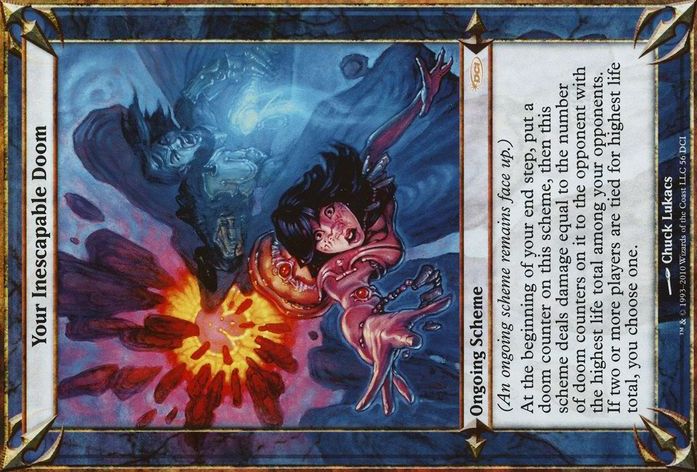 Your Inescapable Doom
Ongoing Scheme
DCI
(An ongoing scheme remains face up.)
At the beginning of your end step, put a
doom counter on this scheme, then this
scheme deals damage equal to the number
of doom counters on it to the opponent with
the highest life total among your opponents.
If two or more players are tied for highest life
total, you choose one.
Chuck Lukacs
™ & © 1993-2010 Wizards of the Coast LLC 56 DCI